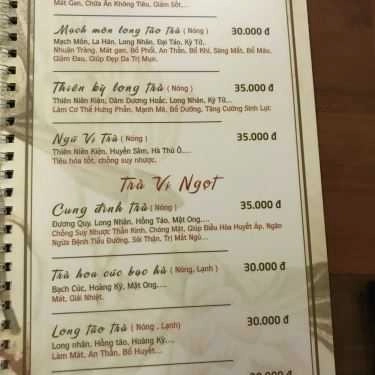 Mát Gan, Chữa Ăn Không Tiêu, Giảm Sốt...
Mạch môn long táo trà ( Nóng ) 30.000 đ
Mạch Môn, La Hán, Long Nhãn, Đại Táo, Kỷ Tử...
Nhuận Tràng, Mát gan, Bổ Phổi, An Thần, Bổ Khí, Sáng Mắt, Bổ Máu,
Giảm Đau, Giúp Đẹp Da Trị Mụn.
Thiên kỷ long trà ( Nóng ) 35.000 đ
Thiên Niên Kiện, Dâm Dương Hoắc, Long Nhãn, Kỷ Tử...
Làm Cơ Thể Hưng Phấn, Mạnh Mẽ, Bổ Dưỡng, Tăng Cường Sinh Lực
Ngũ Vị Trà ( Nóng ) 35.000 đ
Thiên Niên Kiện, Huyền Sâm, Hà Thủ Ô...
Tiêu hóa tốt, chống suy nhược.
Trà Vị Ngọt
Cung đình trà ( Nóng ) 35.000 đ
Đương Quy, Long Nhãn, Hồng Táo, Mật Ong....
Chống Suy Nhược Thần Kinh, Chóng Mặt, Giúp Điều Hòa Huyết Áp, Ngăn
Ngừa Bệnh Tiểu Đường, Sỏi Thận, Trị Mất Ngủ...
Trà hoa cúc bạc hà ( Nóng, Lạnh ) 30.000 đ
Bạch Cúc, Hoàng Kỳ, Mật Ong....
Mát, Giải Nhiệt.
Long táo trà ( Nóng , Lạnh) 30.000 đ
Long nhãn, Hồng táo, Hoàng Kỳ....
Làm Mát, An Thần, Bổ Huyết...